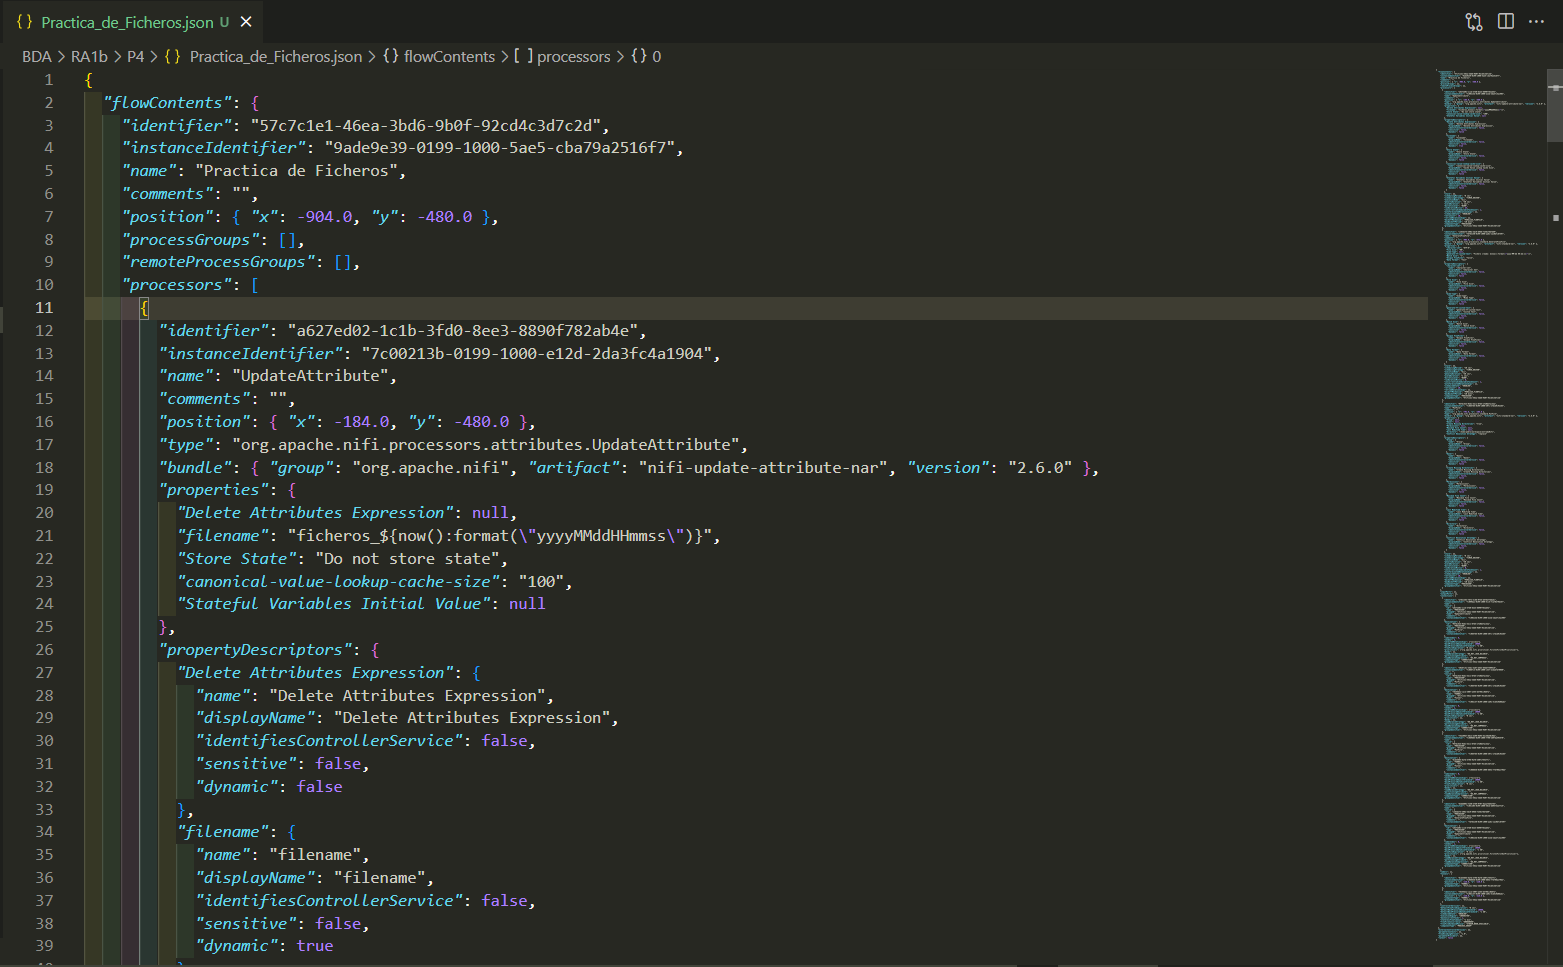 {} Practica_de_Ficheros.json U ×
BDA > RA1b > P4 > {} Practica_de_Ficheros.json > {} flowContents > [ ] processors > {} 0
1 {
2 "flowContents": {
3 "identifier": "57c7c1e1-46ea-3bd6-9b0f-92cd4c3d7c2d",
4 "instanceIdentifier": "9ade9e39-0199-1000-5ae5-cba79a2516f7",
5 "name": "Practica de Ficheros",
6 "comments": "",
7 "position": { "x": -904.0, "y": -480.0 },
8 "processGroups": [],
9 "remoteProcessGroups": [],
10 "processors": [
11 {
12 "identifier": "a627ed02-1c1b-3fd0-8ee3-8890f782ab4e",
13 "instanceIdentifier": "7c00213b-0199-1000-e12d-2da3fc4a1904",
14 "name": "UpdateAttribute",
15 "comments": "",
16 "position": { "x": -184.0, "y": -480.0 },
17 "type": "org.apache.nifi.processors.attributes.UpdateAttribute",
18 "bundle": { "group": "org.apache.nifi", "artifact": "nifi-update-attribute-nar", "version": "2.6.0" },
19 "properties": {
20 "Delete Attributes Expression": null,
21 "filename": "ficheros_${now():format(\"yyyyMMddHHmmss\")}",
22 "Store State": "Do not store state",
23 "canonical-value-lookup-cache-size": "100",
24 "Stateful Variables Initial Value": null
25 },
26 "propertyDescriptors": {
27 "Delete Attributes Expression": {
28 "name": "Delete Attributes Expression",
29 "displayName": "Delete Attributes Expression",
30 "identifiesControllerService": false,
31 "sensitive": false,
32 "dynamic": false
33 },
34 "filename": {
35 "name": "filename",
36 "displayName": "filename",
37 "identifiesControllerService": false,
38 "sensitive": false,
39 "dynamic": true